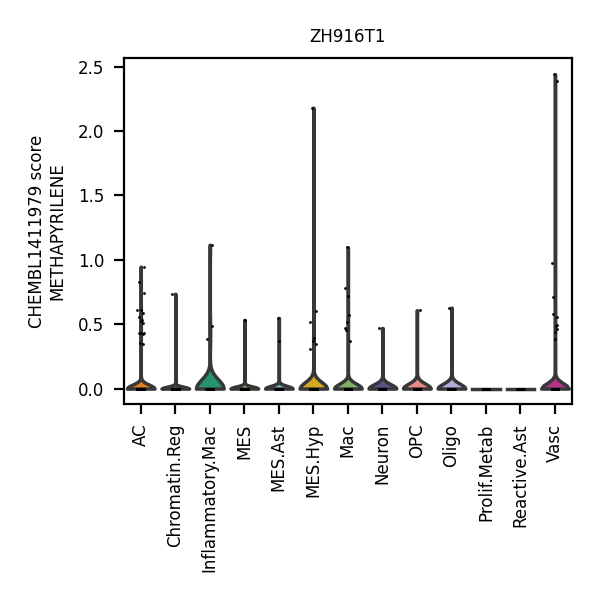 ZH916T1
CHEMBL1411979 score
METHAPYRILENE
2.5
2.0
1.5
1.0
0.5
0.0
AC
Chromatin.Reg
Inflammatory.Mac
MES
MES.Ast
MES.Hyp
Mac
Neuron
OPC
Oligo
Prolif.Metab
Reactive.Ast
Vasc